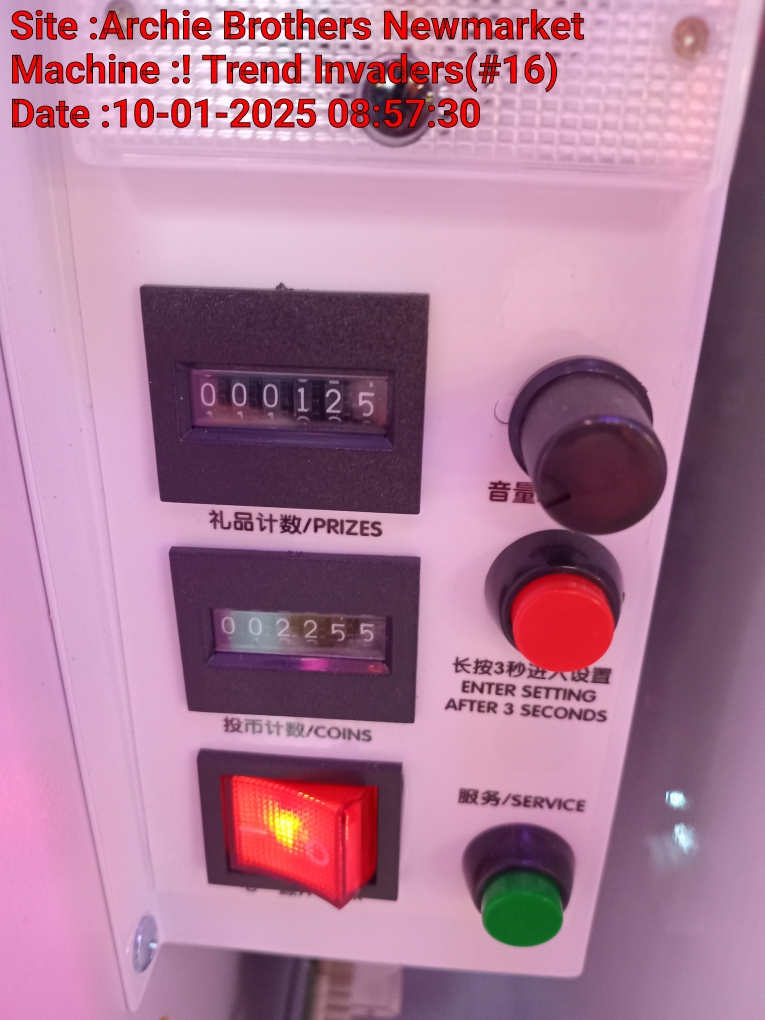 Site :Archie Brothers Newmarket
Machine :! Trend Invaders(#16)
Date :10-01-2025 08:57:30
000125
音量
礼品计数/PRIZES
002255
长按3秒进入设置
ENTER SETTING
AFTER 3 SECONDS
投币计数/COINS
服务/SERVICE